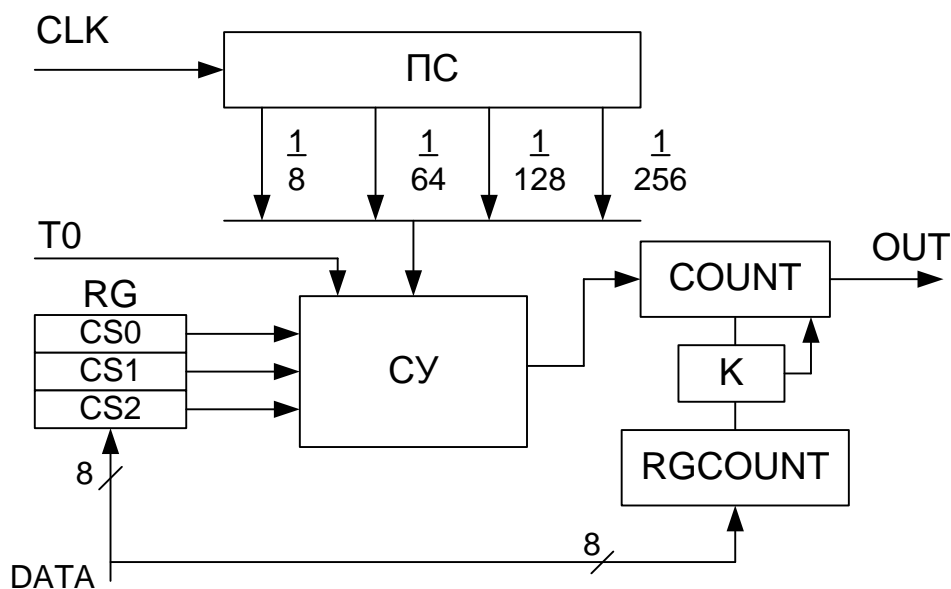 CLK
ПС
1
8
1
64
1
128
1
256
T0
RG
CS0
CS1
CS2
СУ
COUNT
OUT
K
RGCOUNT
8
8
DATA